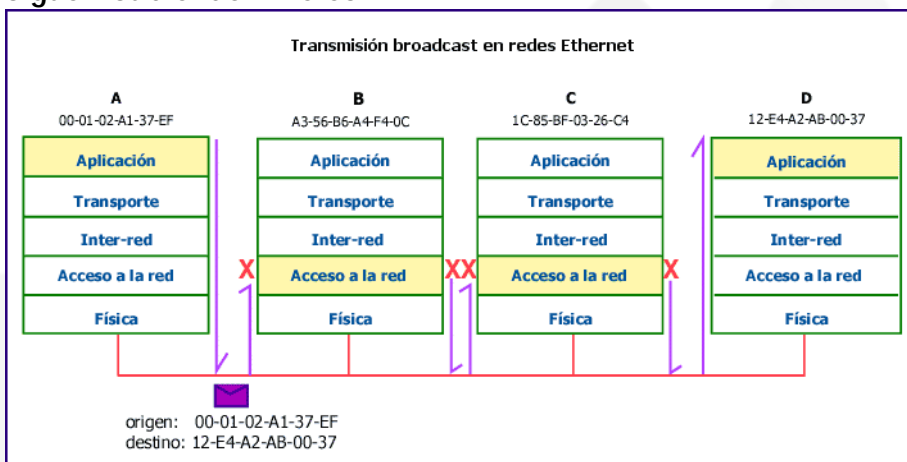 Transmisión broadcast en redes Ethernet
A B C D
00-01-02-A1-37-EF A3-56-B6-A4-F4-0C 1C-85-BF-03-26-C4 12-E4-A2-AB-00-37
Aplicación Aplicación Aplicación Aplicación
Transporte Transporte Transporte Transporte
Inter-red Inter-red Inter-red Inter-red
Acceso a la red X Acceso a la red XX Acceso a la red X Acceso a la red
Física Física Física Física
origen: 00-01-02-A1-37-EF
destino: 12-E4-A2-AB-00-37